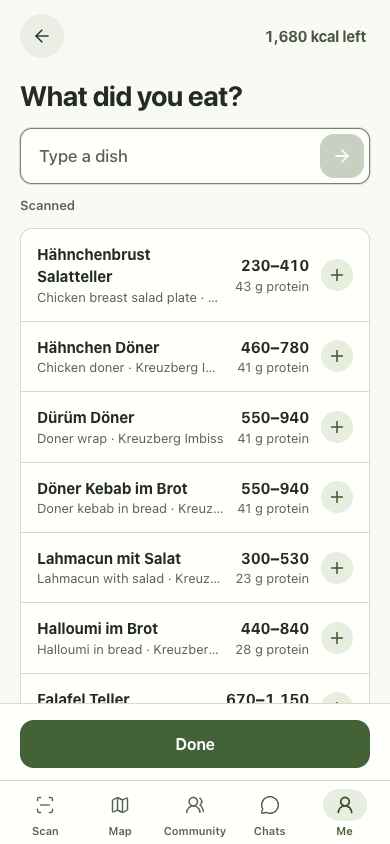 1,680 kcal left
What did you eat?
Type a dish
Scanned
Hähnchenbrust
Salatteller
Chicken breast salad plate · ...
230–410
43 g protein
Hähnchen Döner
Chicken doner · Kreuzberg I...
460–780
41 g protein
Dürüm Döner
Doner wrap · Kreuzberg Imbiss
550–940
41 g protein
Döner Kebab im Brot
Doner kebab in bread · Kreuz...
550–940
41 g protein
Lahmacun mit Salat
Lahmacun with salad · Kreuz...
300–530
23 g protein
Halloumi im Brot
Halloumi in bread · Kreuzber...
440–840
28 g protein
Falafel Teller
670–1,150
Done
Scan
Map
Community
Chats
Me